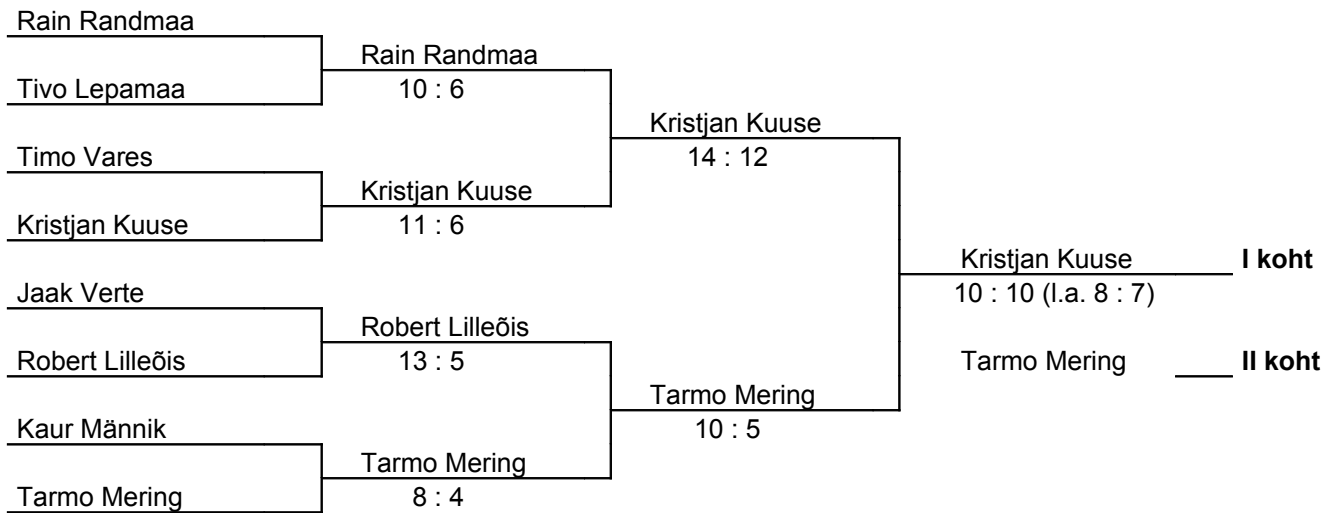 Rain Randmaa
Rain Randmaa
Tivo Lepamaa
10 : 6
Kristjan Kuuse
Timo Vares
14 : 12
Kristjan Kuuse
Kristjan Kuuse
11 : 6
Kristjan Kuuse
I koht
Jaak Verte
10 : 10 (l.a. 8 : 7)
Robert Lilleõis
Robert Lilleõis
13 : 5
Tarmo Mering
II koht
Tarmo Mering
Kaur Männik
10 : 5
Tarmo Mering
Tarmo Mering
8 : 4